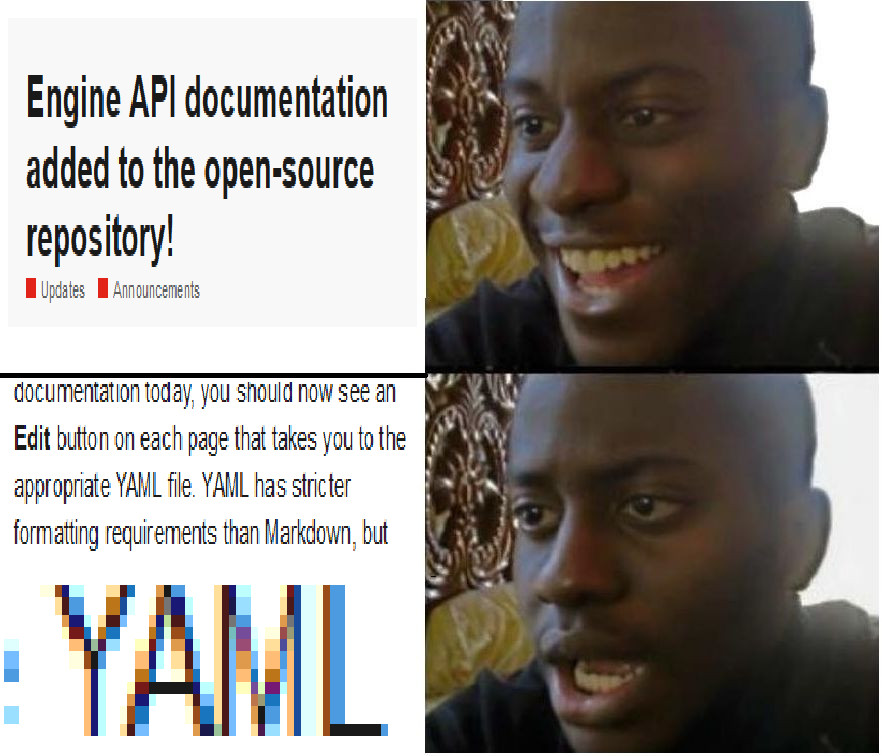 Engine API documentation
added to the open-source
repository!
Updates Announcements
documentation today, you should now see an
Edit button on each page that takes you to the
appropriate YAML file. YAML has stricter
formatting requirements than Markdown, but
YAML